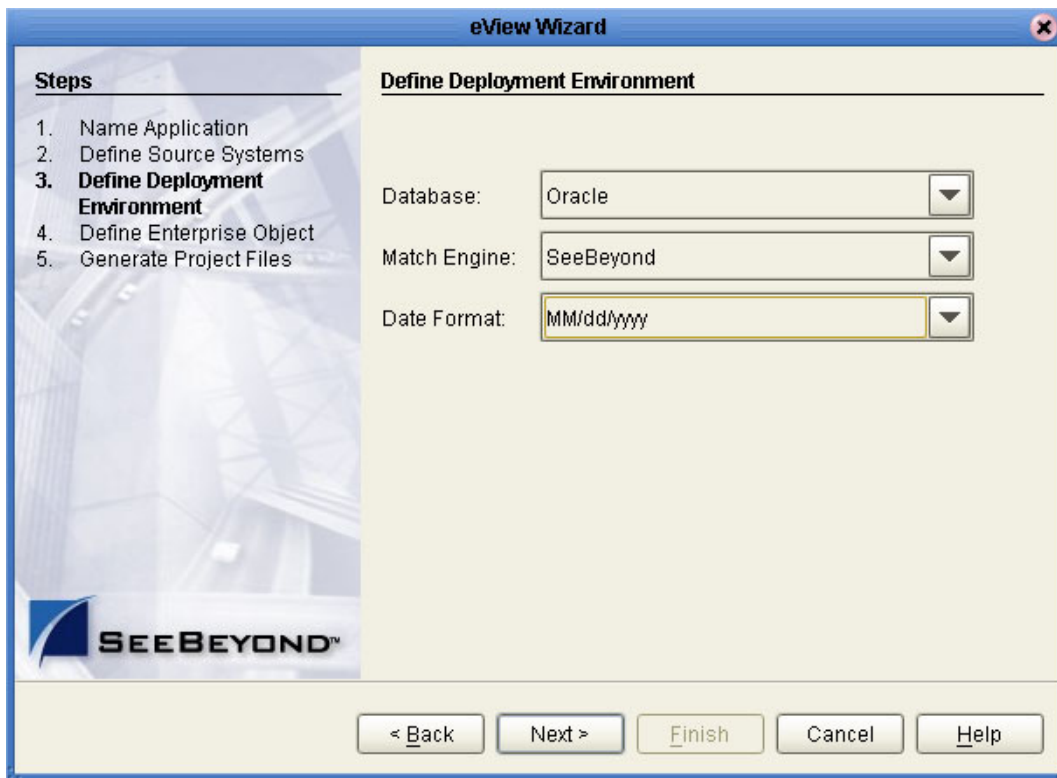 eView Wizard
Steps
1. Name Application
2. Define Source Systems
3. Define Deployment
Environment
4. Define Enterprise Object
5. Generate Project Files
SEEBEYOND™
Define Deployment Environment
Database: Oracle
Match Engine: SeeBeyond
Date Format: MM/dd/yyyy
< Back Next > Finish Cancel Help